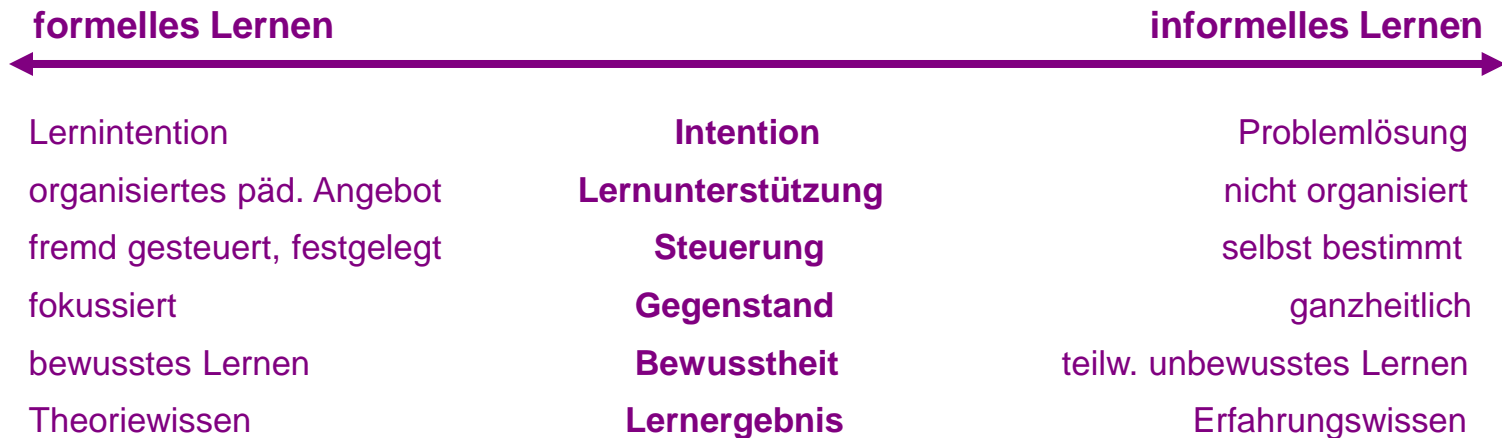 formelles Lernen informelles Lernen
Lernintention Intention Problemlösung
organisiertes päd. Angebot Lernunterstützung nicht organisiert
fremd gesteuert, festgelegt Steuerung selbst bestimmt
fokussiert Gegenstand ganzheitlich
bewusstes Lernen Bewusstheit teilw. unbewusstes Lernen
Theoriewissen Lernergebnis Erfahrungswissen